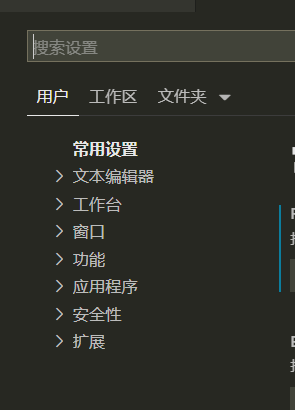 搜索设置
用户 工作区 文件夹
常用设置
文本编辑器
工作台
窗口
功能
应用程序
安全性
扩展